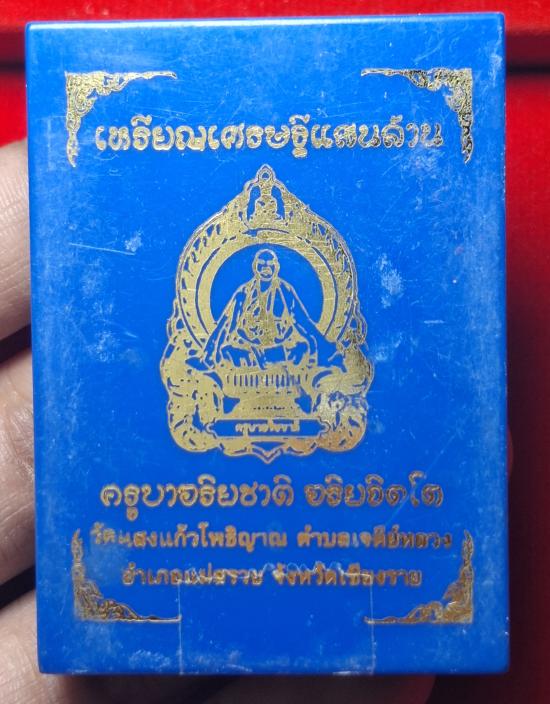 เหรียญเศรษฐีแสนล้าน
ครูบาอริยชาติ อริยจิตโต
วัดแสงแก้วโพธิญาณ ตำบลเจดีย์หลวง
อำเภอแม่สรวย จังหวัดเชียงราย